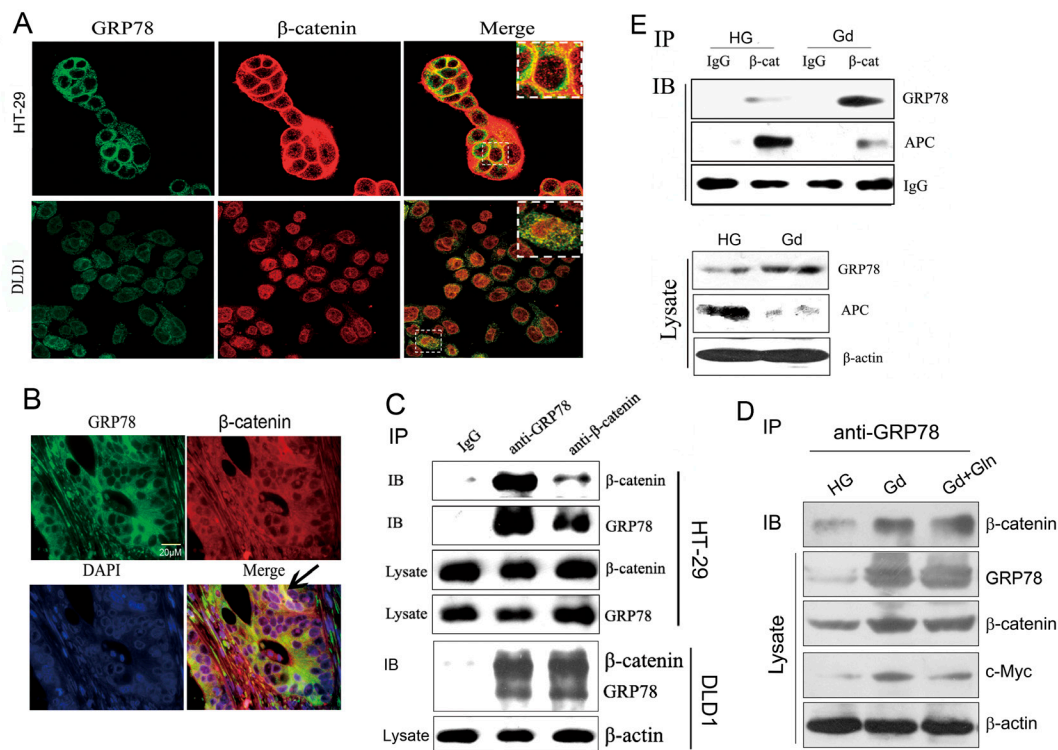 A
GRP78 β-catenin Merge
HT-29
DLD1
B
GRP78 β-catenin
20μM
DAPI Merge
C
IP IgG anti-GRP78 anti-β-catenin
IB β-catenin
IB GRP78
Lysate β-catenin
Lysate GRP78
HT-29
IB β-catenin
GRP78
Lysate β-actin
DLD1
E
IP HG Gd
IgG β-cat IgG β-cat
IB GRP78
APC
IgG
HG Gd
GRP78
APC
β-actin
Lysate
D
IP anti-GRP78
HG Gd Gd+Gln
IB β-catenin
GRP78
β-catenin
c-Myc
β-actin
Lysate